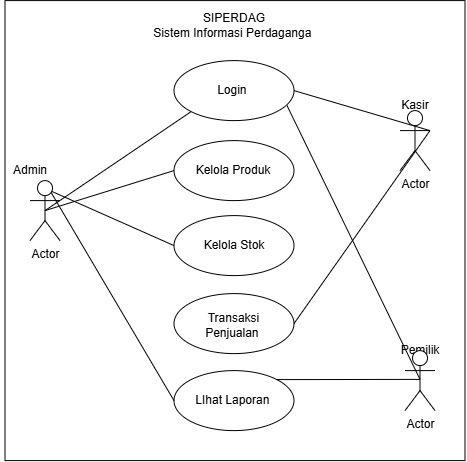 SIPERDAG
Sistem Informasi Perdaganga
Login
Kasir
Actor
Kelola Produk
Admin
Actor
Kelola Stok
Transaksi
Penjualan
Pemilik
Actor
LIhat Laporan